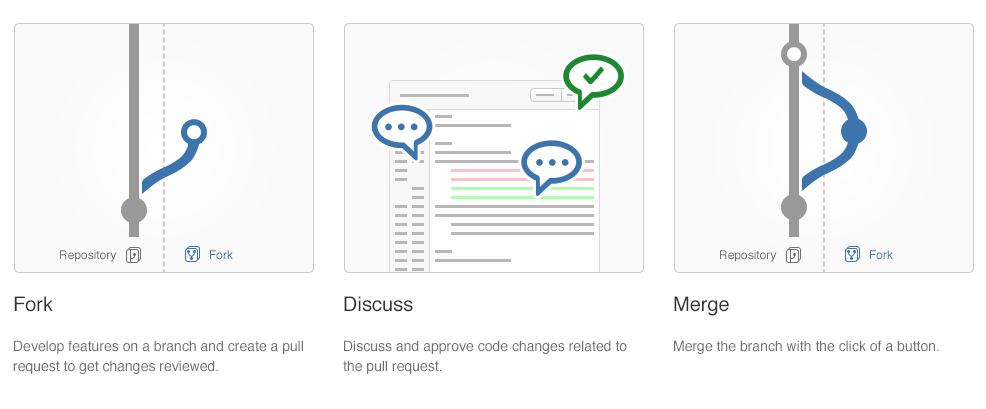 Repository
Fork
Repository
Fork
Fork
Discuss
Merge
Develop features on a branch and create a pull
request to get changes reviewed.
Discuss and approve code changes related to
the pull request.
Merge the branch with the click of a button.